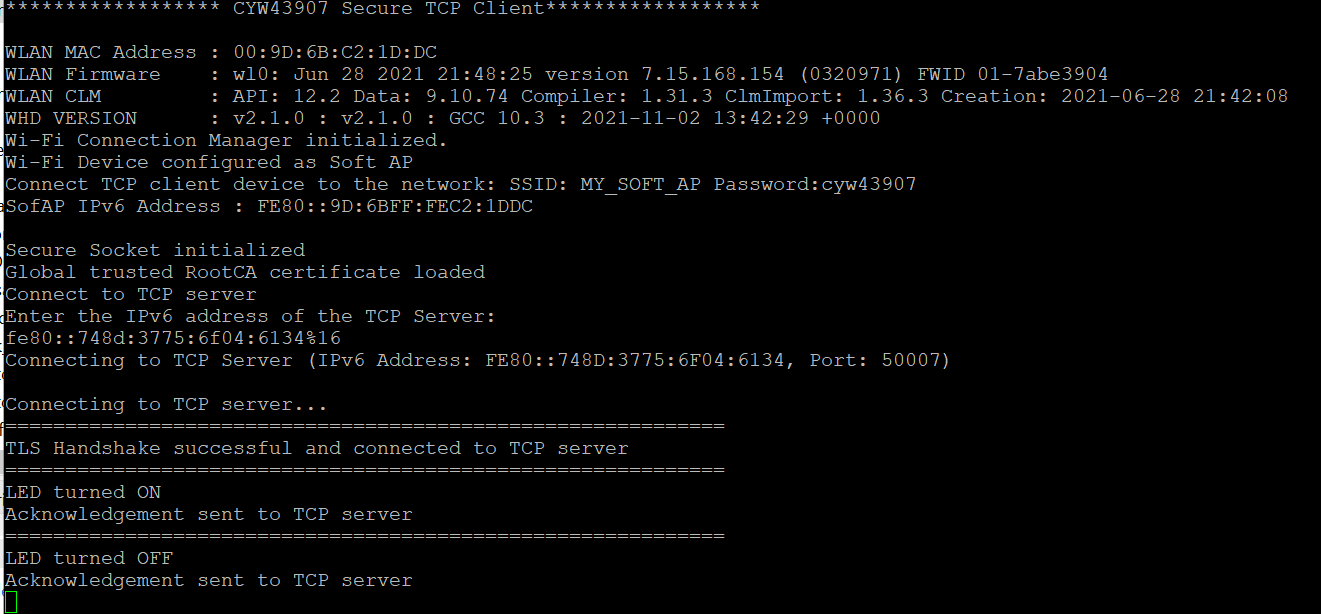 ****************** CYW43907 Secure TCP Client******************
WLAN MAC Address : 00:9D:6B:C2:1D:DC
WLAN Firmware    : wl0: Jun 28 2021 21:48:25 version 7.15.168.154 (0320971) FWID 01-7abe3904
WLAN CLM         : API: 12.2 Data: 9.10.74 Compiler: 1.31.3 ClmImport: 1.36.3 Creation: 2021-06-28 21:42:08
WHD VERSION      : v2.1.0 : v2.1.0 : GCC 10.3 : 2021-11-02 13:42:29 +0000
Wi-Fi Connection Manager initialized.
Wi-Fi Device configured as Soft AP
Connect TCP client device to the network: SSID: MY_SOFT_AP Password:cyw43907
SofAP IPv6 Address : FE80::9D:6BFF:FEC2:1DDC
Secure Socket initialized
Global trusted RootCA certificate loaded
Connect to TCP server
Enter the IPv6 address of the TCP Server:
fe80::748d:3775:6f04:6134%16
Connecting to TCP Server (IPv6 Address: FE80::748D:3775:6F04:6134, Port: 50007)
Connecting to TCP server...
============================================================
TLS Handshake successful and connected to TCP server
============================================================
LED turned ON
Acknowledgement sent to TCP server
============================================================
LED turned OFF
Acknowledgement sent to TCP server